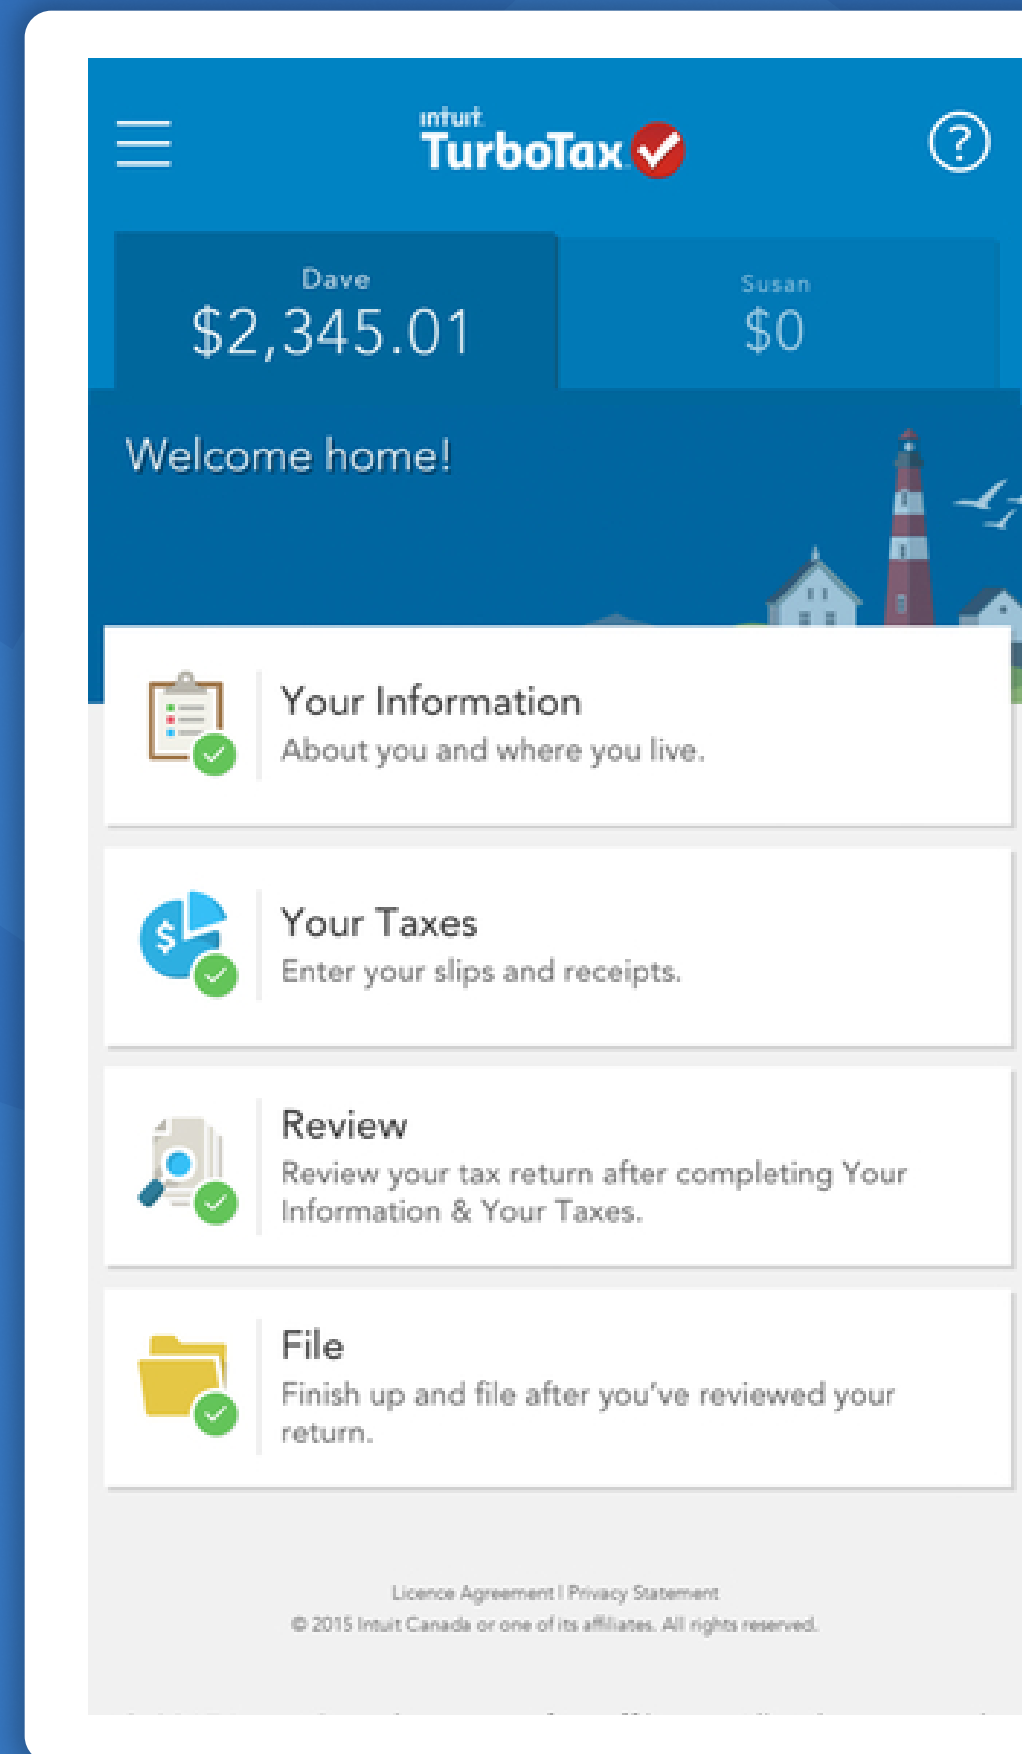 intuit
TurboTax
?
Dave
$2,345.01
Susan
$0
Welcome home!
Your Information
About you and where you live.
$
Your Taxes
Enter your slips and receipts.
Review
Review your tax return after completing Your
Information & Your Taxes.
File
Finish up and file after you've reviewed your
return.
Licence Agreement | Privacy Statement
© 2015 Intuit Canada or one of its affiliates. All rights reserved.